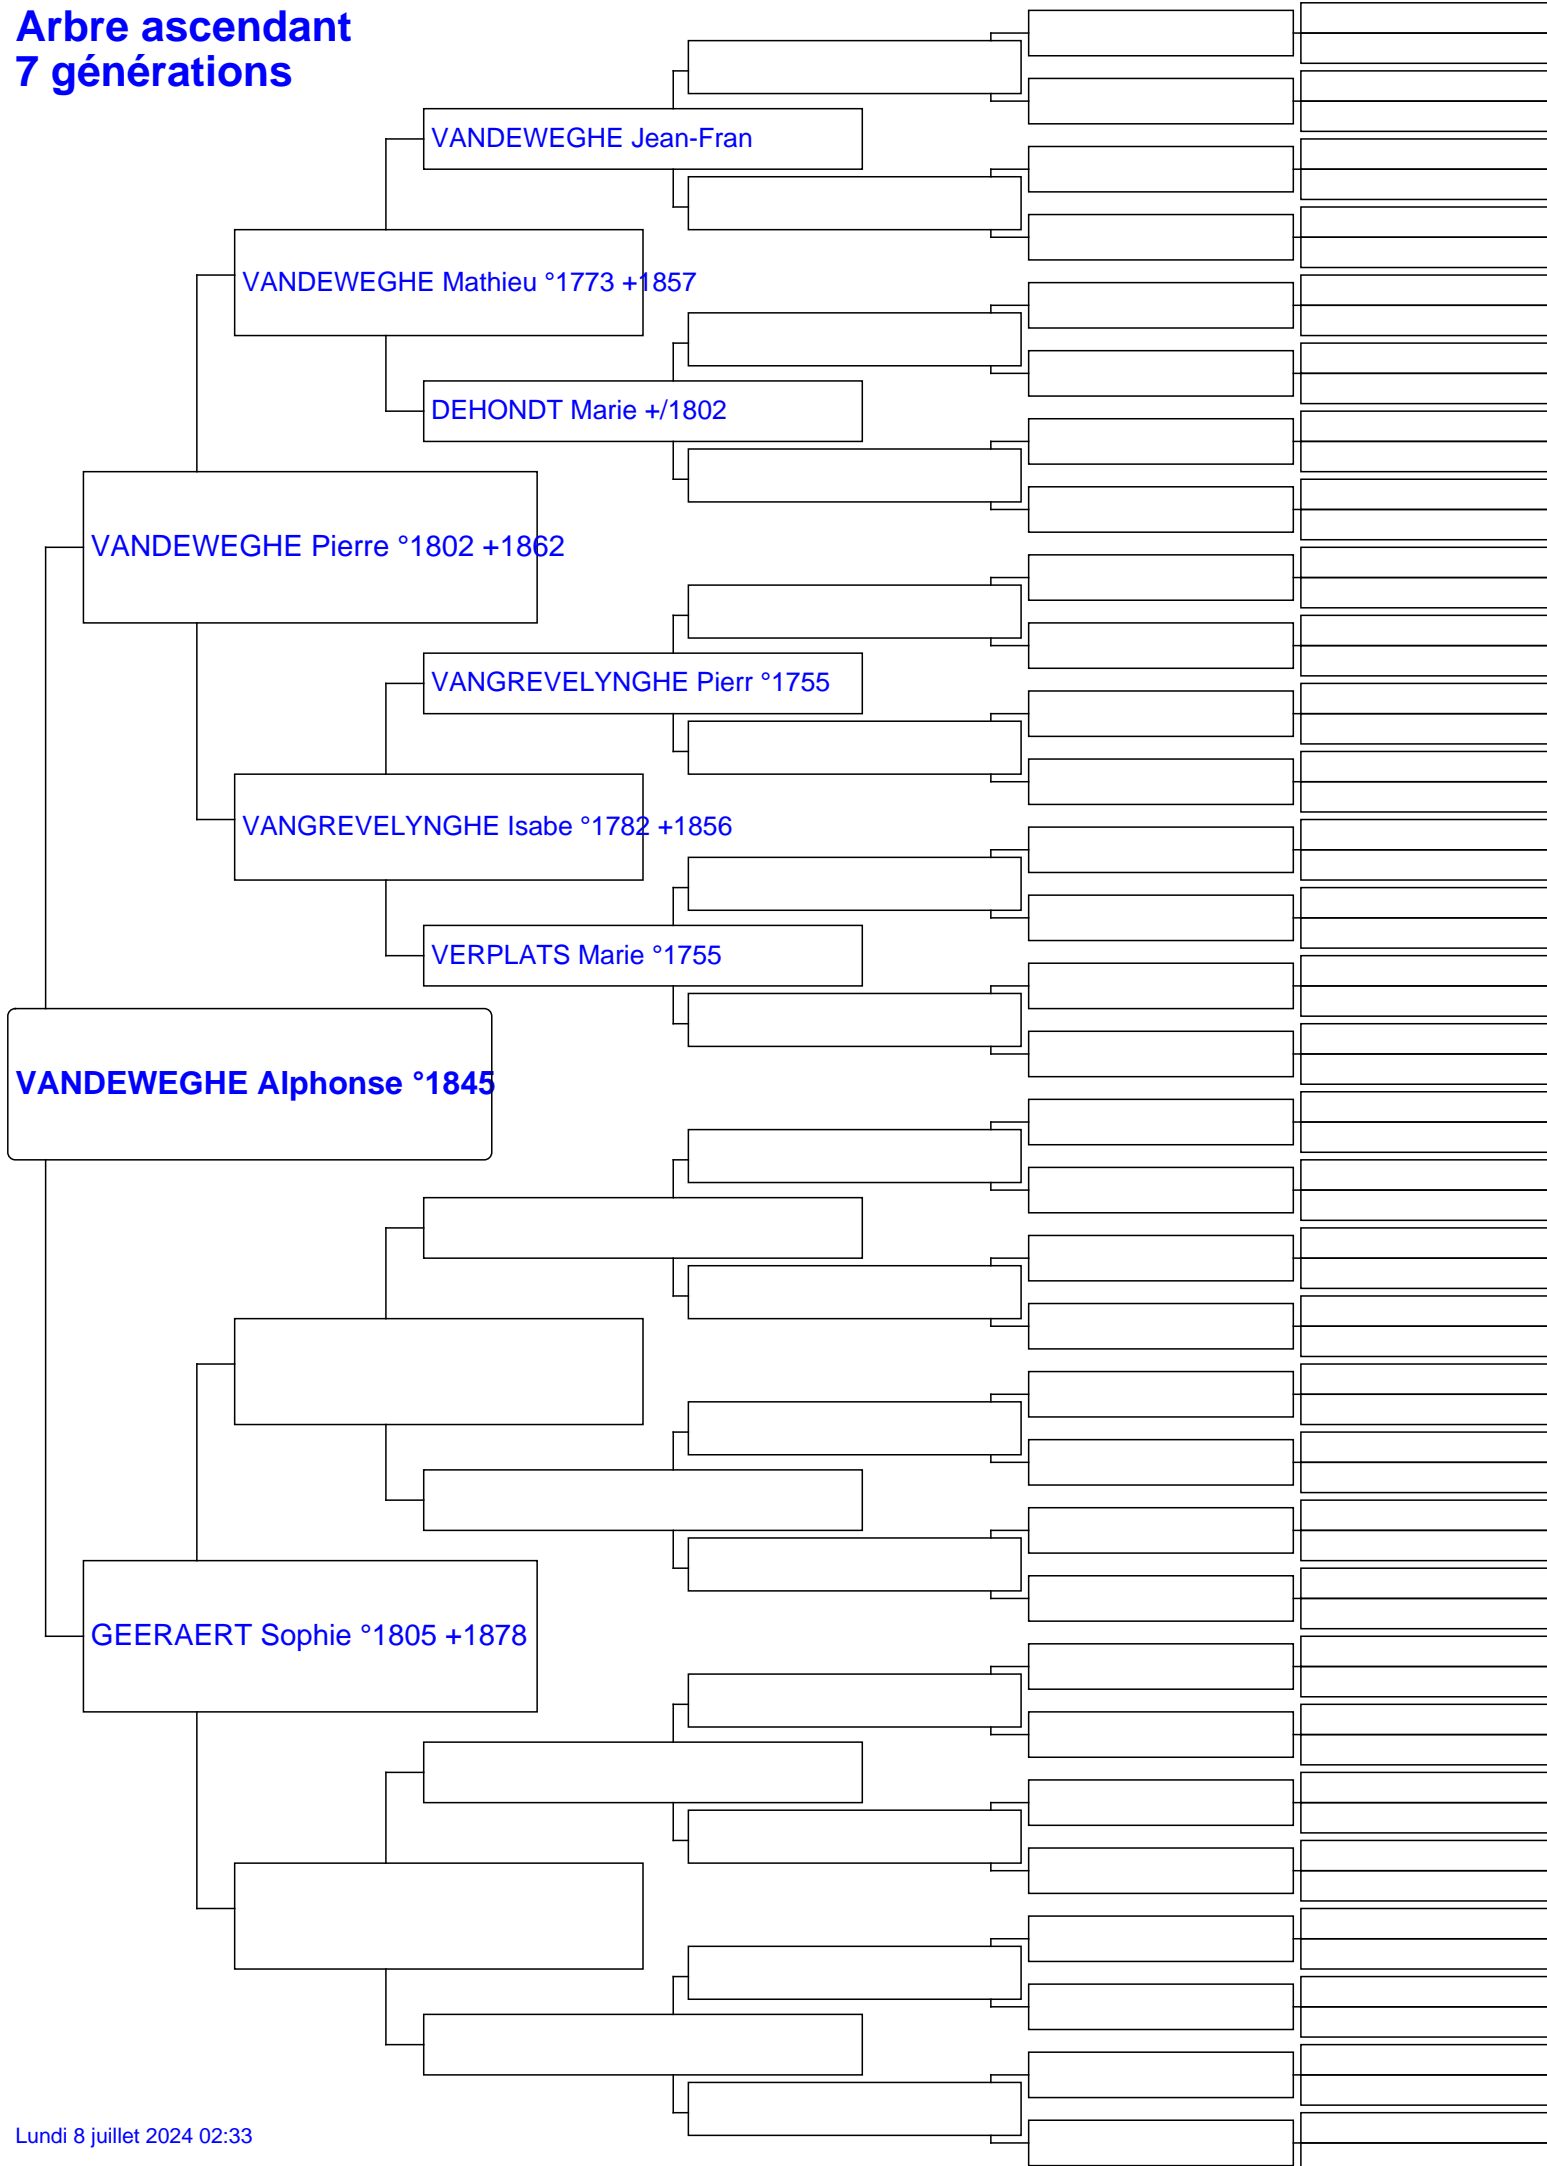 Arbre ascendant
7 générations
VANDEWEGHE Jean-Fran
VANDEWEGHE Mathieu °1773 +1857
DEHONDT Marie +/1802
VANDEWEGHE Pierre °1802 +1862
VANGREVELYNGHE Pierr °1755
VANGREVELYNGHE Isabe °1782 +1856
VERPLATS Marie °1755
VANDEWEGHE Alphonse °1845
GEERAERT Sophie °1805 +1878
Lundi 8 juillet 2024 02:33